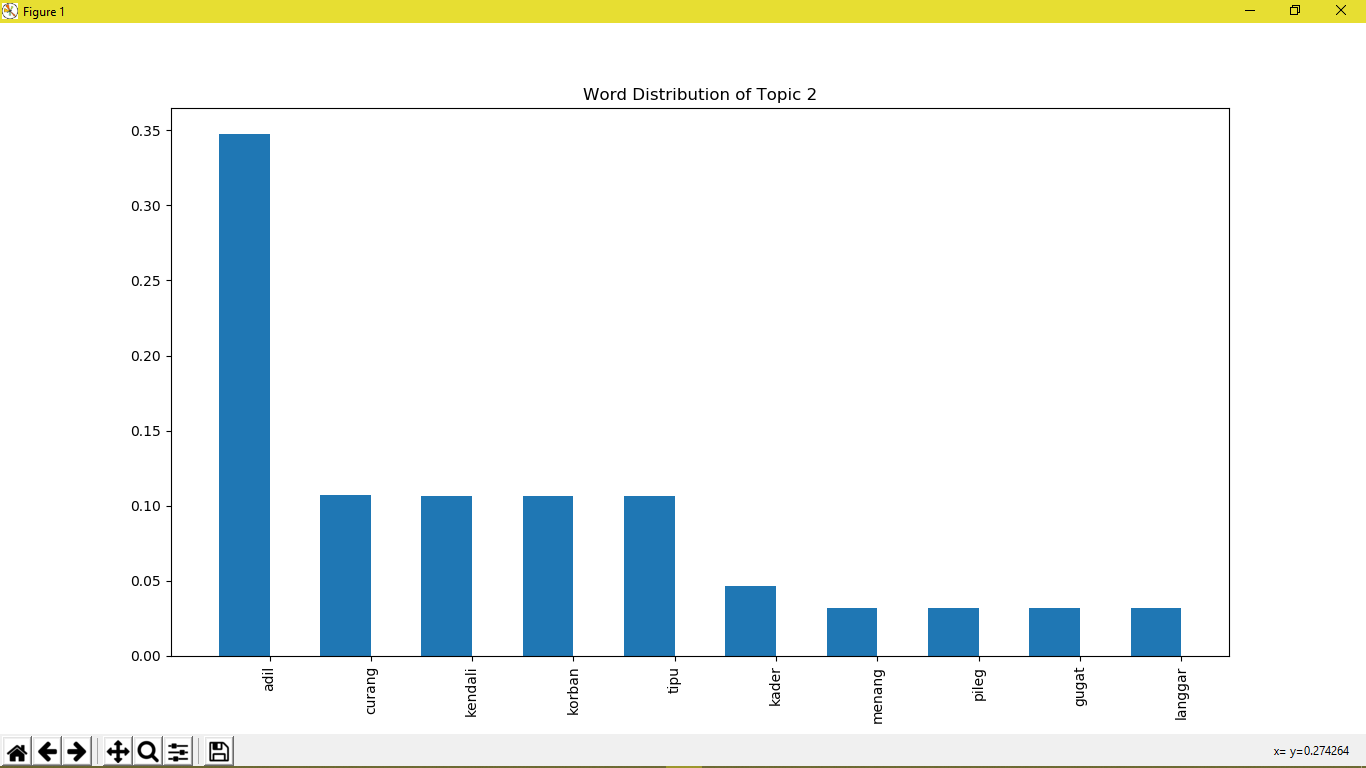 Figure 1
Word Distribution of Topic 2
0.35
0.30
0.25
0.20
0.15
0.10
0.05
0.00
adil
curang
kendali
korban
tipu
kader
menang
pileg
gugat
langgar
x= y=0.274264